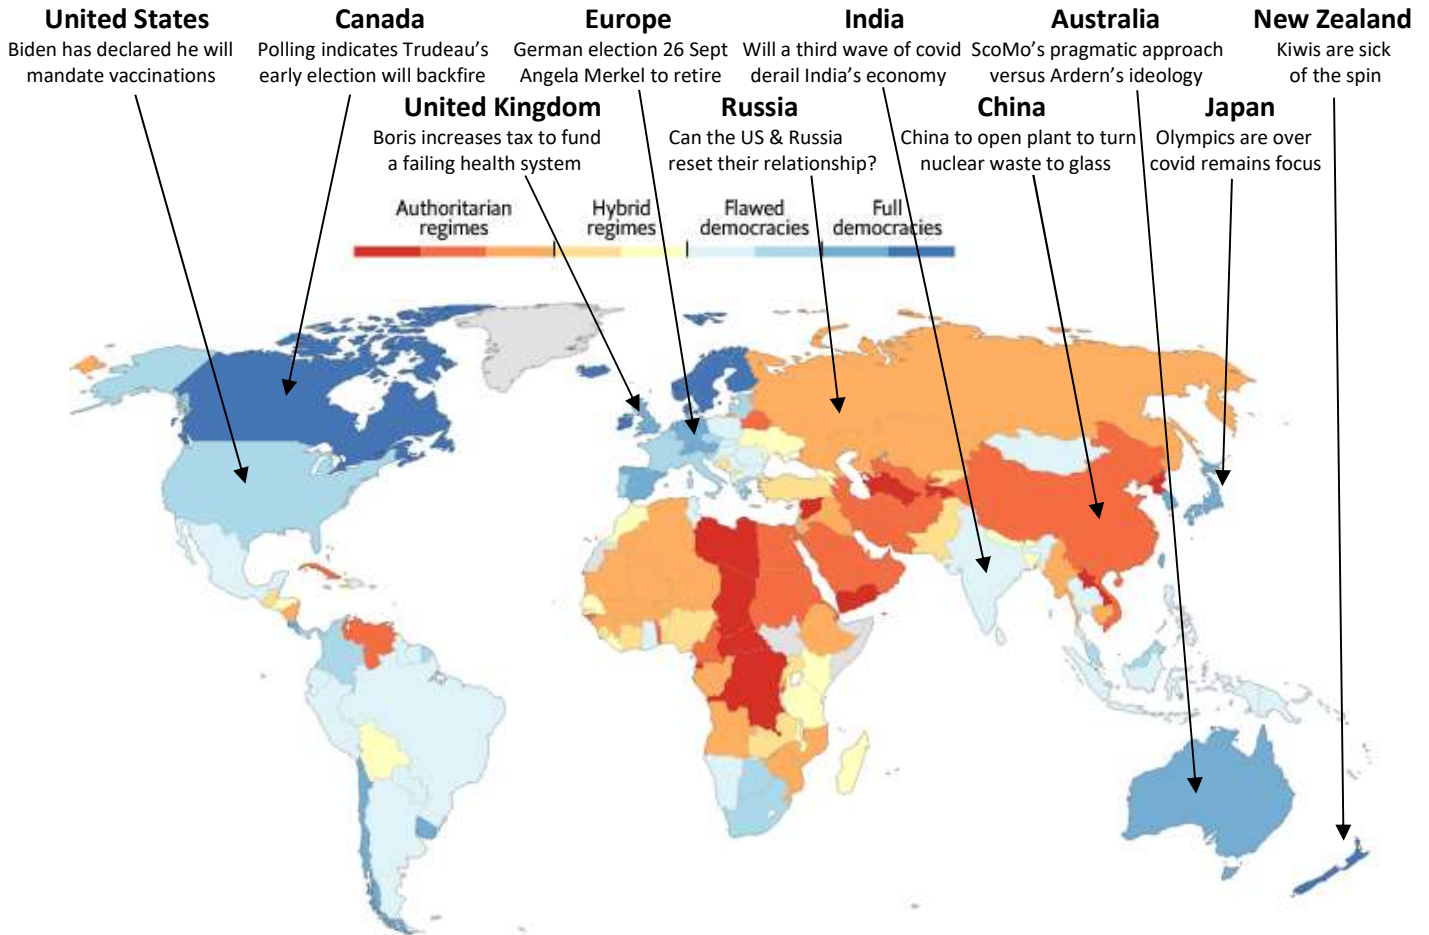 United States
Biden has declared he will
mandate vaccinations
Canada
Polling indicates Trudeau’s
early election will backfire
Europe
German election 26 Sept
Angela Merkel to retire
India
Will a third wave of covid
derail India’s economy
Australia
ScoMo’s pragmatic approach
versus Ardern’s ideology
New Zealand
Kiwis are sick
of the spin
United Kingdom
Boris increases tax to fund
a failing health system
Russia
Can the US & Russia
reset their relationship?
China
China to open plant to turn
nuclear waste to glass
Japan
Olympics are over
covid remains focus
Authoritarian
regimes
Hybrid
regimes
Flawed
democracies
Full
democracies